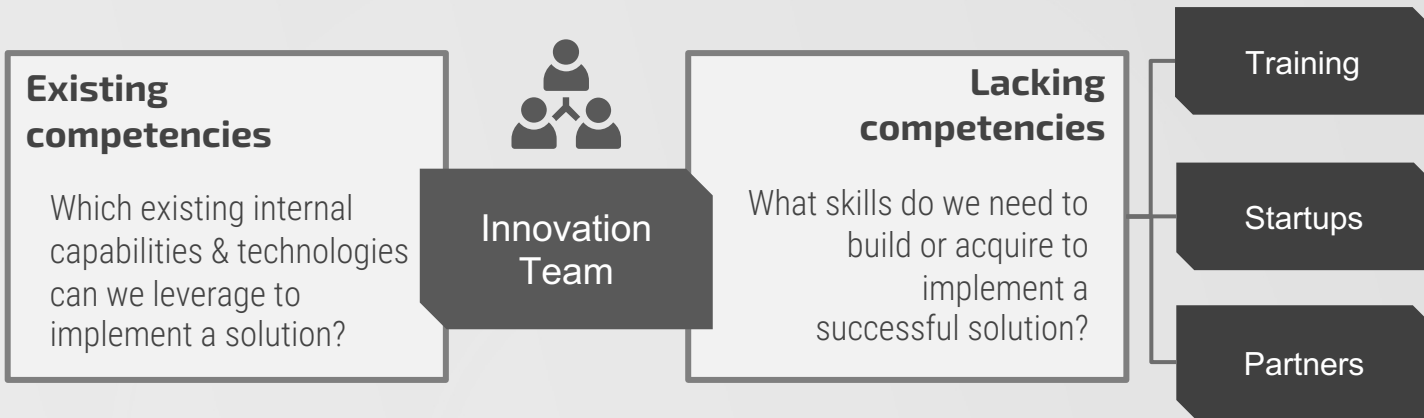 Existing
competencies
Which existing internal
capabilities & technologies
can we leverage to
implement a solution?
Innovation
Team
Lacking
competencies
What skills do we need to
build or acquire to
implement a
successful solution?
Training
Startups
Partners